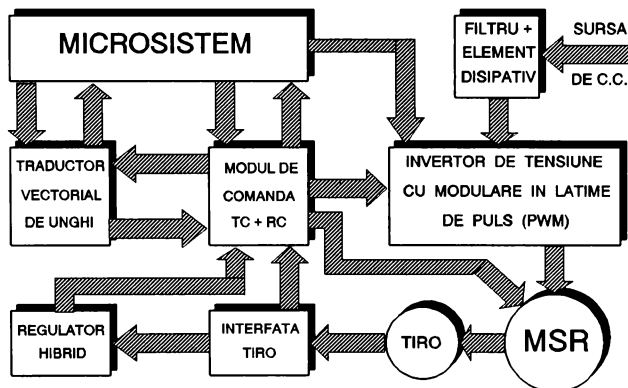 MICROSISTEM
FILTRU +
ELEMENT
DISIPATIV
SURSA
DE C.C.
TRADUCTOR
VECTORIAL
DE UNGHI
MODUL DE
COMANDA
TC + RC
INVERTOR DE TENSIUNE
CU MODULARE IN LATIME
DE PULS (PWM)
REGULATOR
HIBRID
INTERFATA
TIRO
TIRO
MSR